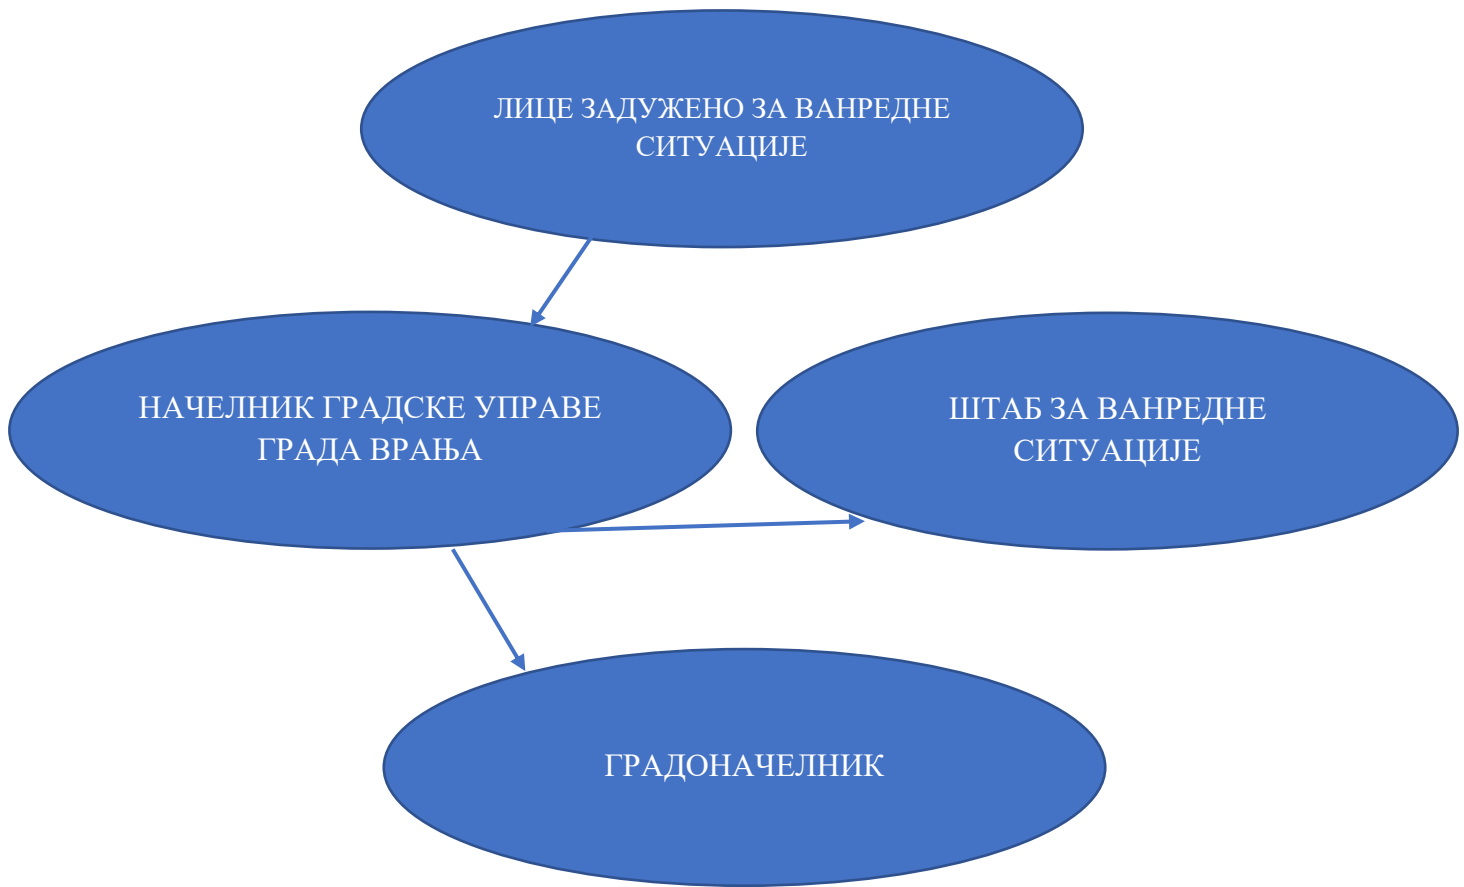 ЛИЦЕ ЗАДУЖЕНО ЗА ВАНРЕДНЕ
СИТУАЦИЈЕ
НАЧЕЛНИК ГРАДСКЕ УПРАВЕ
ГРАДА ВРАЊА
ШТАБ ЗА ВАНРЕДНЕ
СИТУАЦИЈЕ
ГРАДОНАЧЕЛНИК